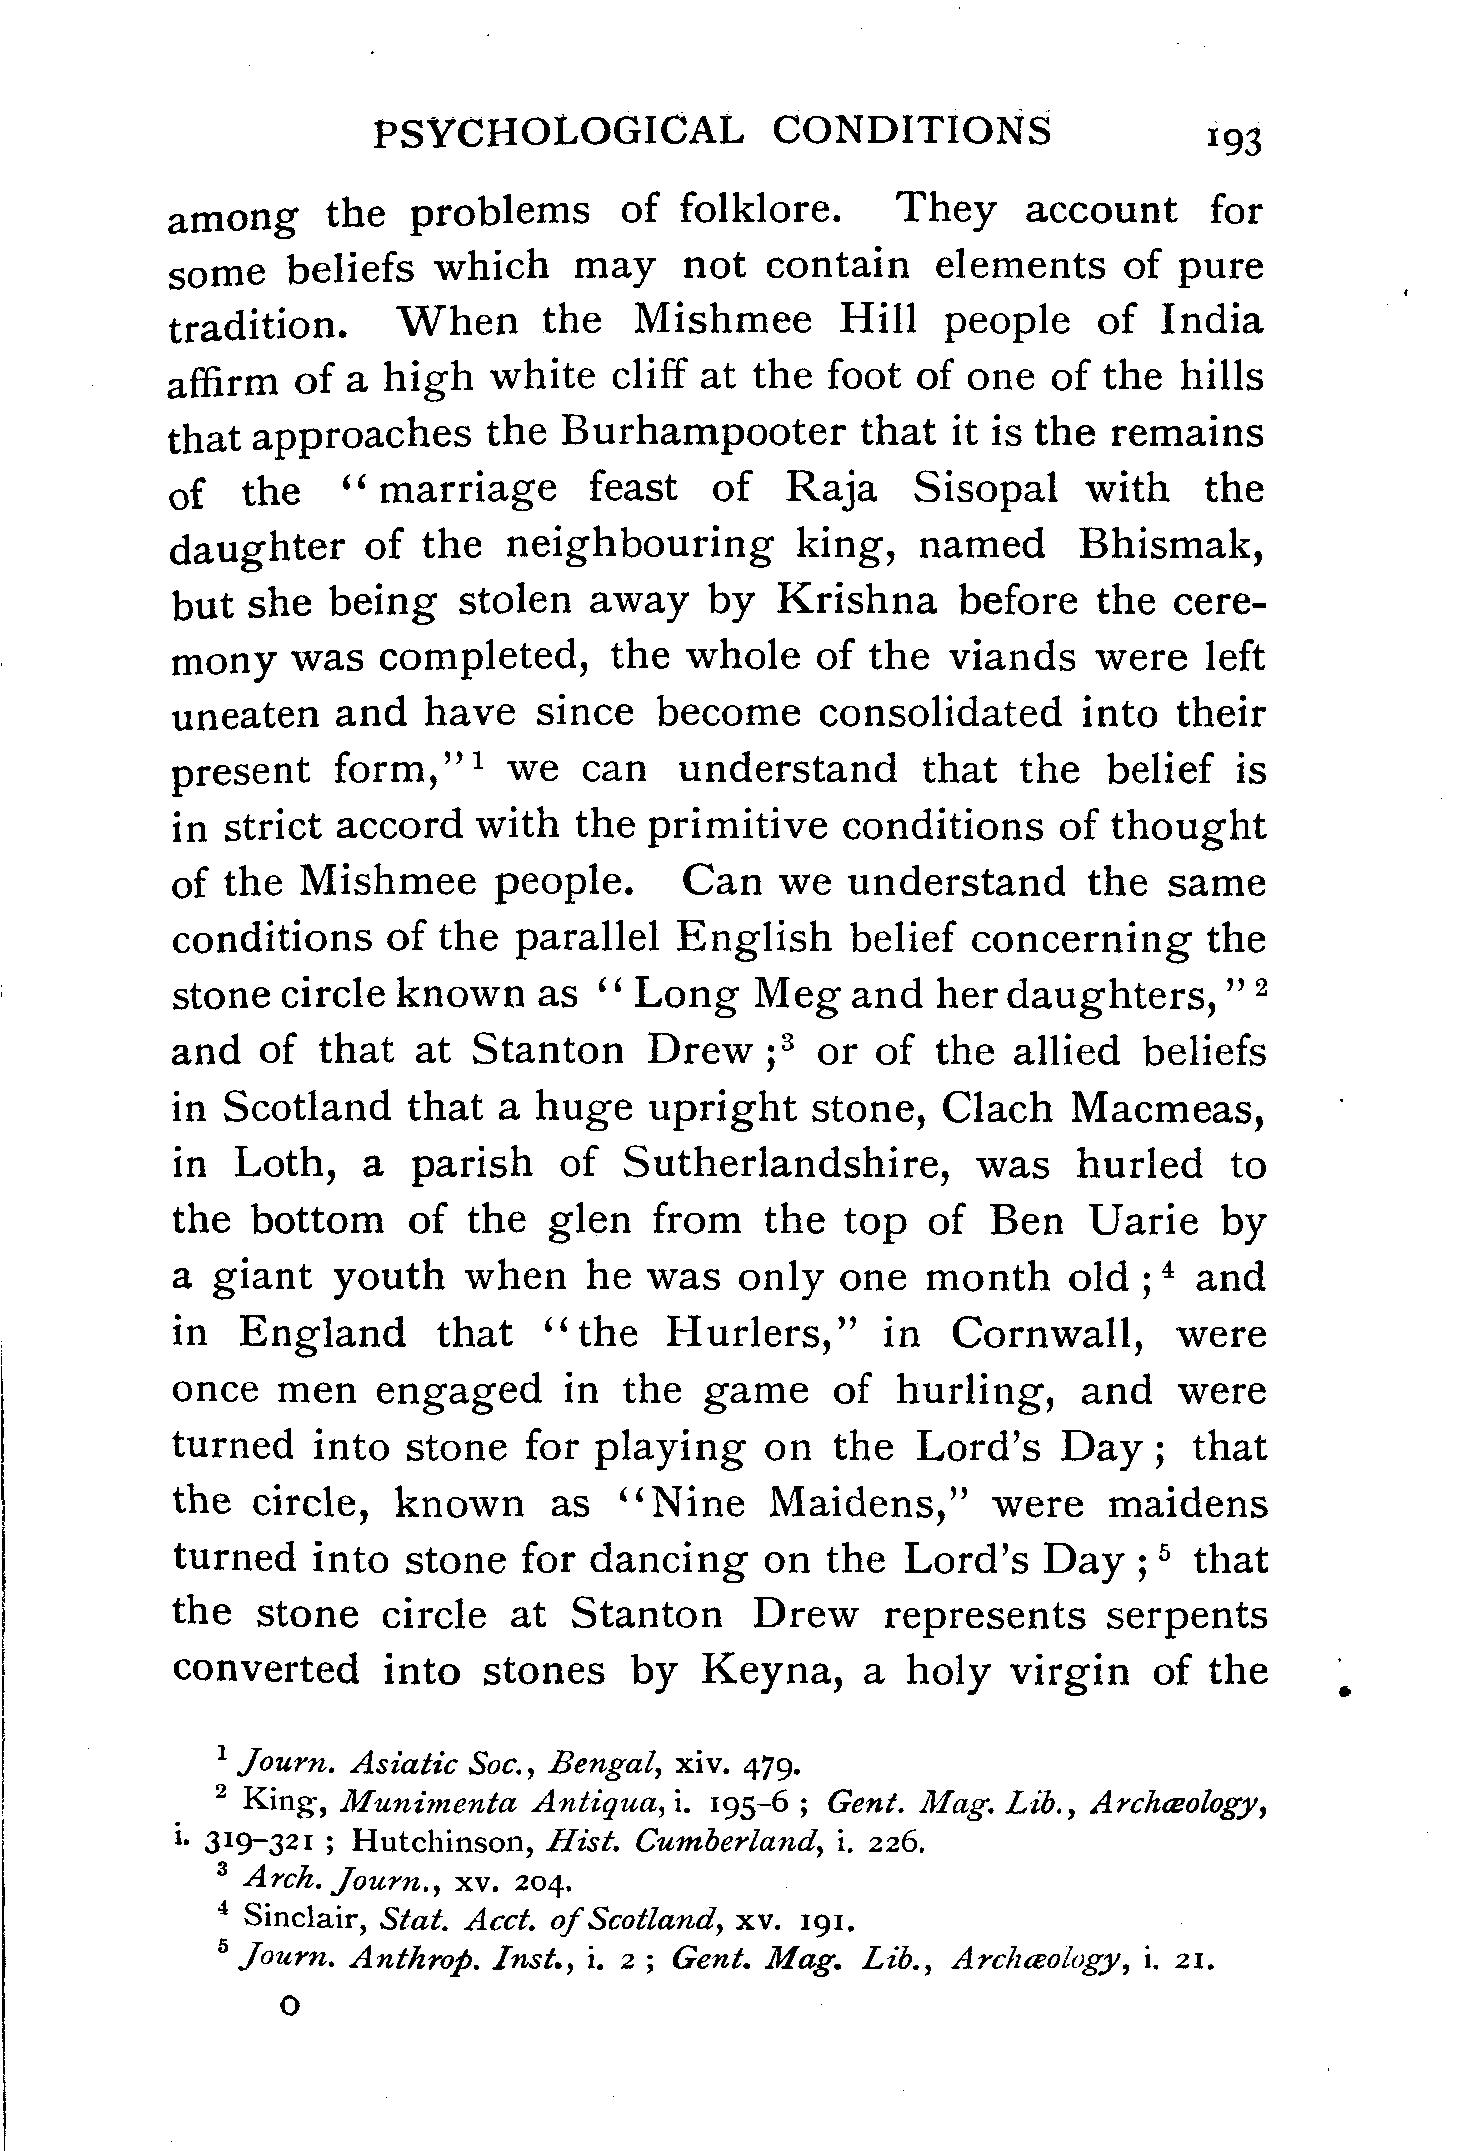 PSYCHOLOGICAL CONDITIONS 193
among the problems of folklore. They account for
some beliefs which may not contain elements of pure
tradition. When the Mishmee Hill people of India
affirm of a high white cliff at the foot of one of the hills
that approaches the Burhampooter that it is the remains
of the “ marriage feast of Raja Sisopal with the
daughter of the neighbouring king, named Bhismak,
but she being stolen away by Krishna before the cere-
mony was completed, the whole of the viands were left
uneaten and have since become consolidated into their
present form,”¹ we can understand that the belief is
in strict accord with the primitive conditions of thought
of the Mishmee people. Can we understand the same
conditions of the parallel English belief concerning the
stone circle known as “ Long Meg and her daughters,”²
and of that at Stanton Drew ;³ or of the allied beliefs
in Scotland that a huge upright stone, Clach Macmeas,
in Loth, a parish of Sutherlandshire, was hurled to
the bottom of the glen from the top of Ben Uarie by
a giant youth when he was only one month old ;⁴ and
in England that “the Hurlers,” in Cornwall, were
once men engaged in the game of hurling, and were
turned into stone for playing on the Lord’s Day ; that
the circle, known as “Nine Maidens,” were maidens
turned into stone for dancing on the Lord’s Day ;⁵ that
the stone circle at Stanton Drew represents serpents
converted into stones by Keyna, a holy virgin of the
¹ Journ. Asiatic Soc., Bengal, xiv. 479.
² King, Munimenta Antiqua, i. 195–6 ; Gent. Mag. Lib., Archæology,
i. 319–321 ; Hutchinson, Hist. Cumberland, i. 226.
³ Arch. Journ., xv. 204.
⁴ Sinclair, Stat. Acct. of Scotland, xv. 191.
⁵ Journ. Anthrop. Inst., i. 2 ; Gent. Mag. Lib., Archæology, i. 21.
O